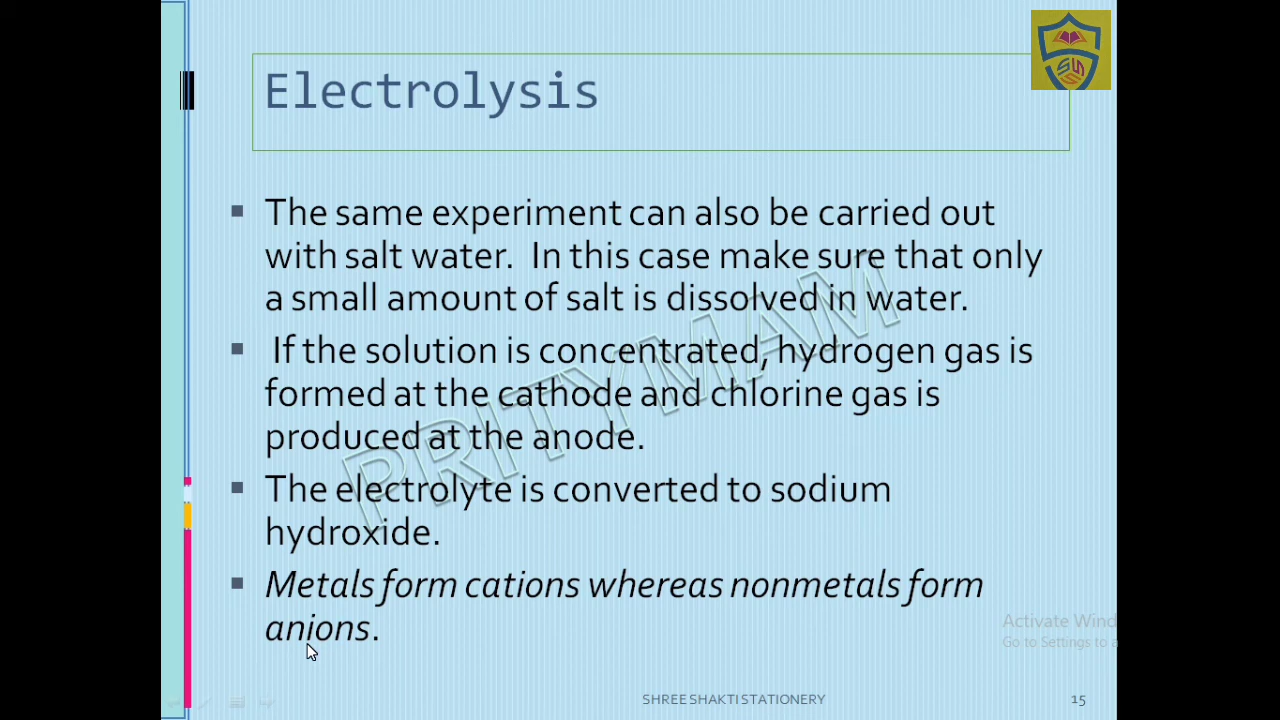 Electrolysis
The same experiment can also be carried out
with salt water. In this case make sure that only
a small amount of salt is dissolved in water.
If the solution is concentrated, hydrogen gas is
formed at the cathode and chlorine gas is
produced at the anode.
The electrolyte is converted to sodium
hydroxide.
Metals form cations whereas nonmetals form
anions.
PRITY MAM
Activate Wind
Go to Settings to a
SHREE SHAKTI STATIONERY
15